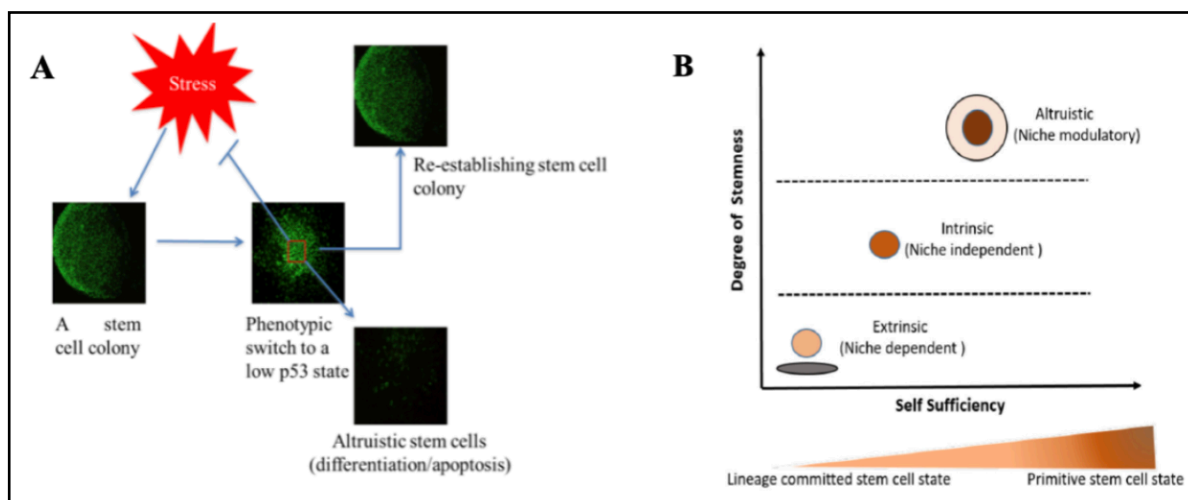 A
Stress
Re-establishing stem cell
colony
A stem
cell colony
Phenotypic
switch to a
low p53 state
Altruistic stem cells
(differentiation/apoptosis)
B
Degree of Stemness
Altruistic
(Niche modulatory)
Intrinsic
(Niche independent )
Extrinsic
(Niche dependent )
Self Sufficiency
Lineage committed stem cell state
Primitive stem cell state